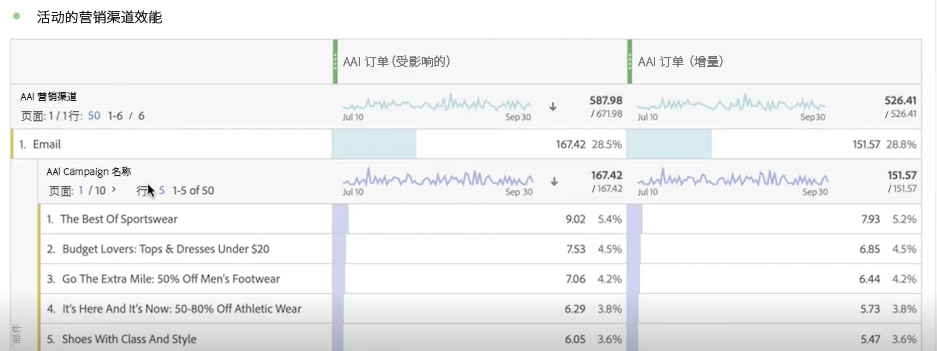 活动的营销渠道效能
AAI 订单 (受影响的)
AAI 订单 (增量)
AAI 营销渠道
页面: 1 / 1 行: 50 1-6 / 6
Jul 10
Sep 30
587.98
/ 671.98
Jul 10
Sep 30
526.41
/ 526.41
1. Email
167.42 28.5%
151.57 28.8%
AAI Campaign 名称
页面: 1 / 10 > 行: 5 1-5 of 50
Jul 10
Sep 30
167.42
/ 167.42
Jul 10
Sep 30
151.57
/ 151.57
1. The Best Of Sportswear
9.02 5.4%
7.93 5.2%
2. Budget Lovers: Tops & Dresses Under $20
7.53 4.5%
6.85 4.5%
3. Go The Extra Mile: 50% Off Men's Footwear
7.06 4.2%
6.44 4.2%
4. It's Here And It's Now: 50-80% Off Athletic Wear
6.29 3.8%
5.73 3.8%
5. Shoes With Class And Style
6.05 3.6%
5.47 3.6%
邮件